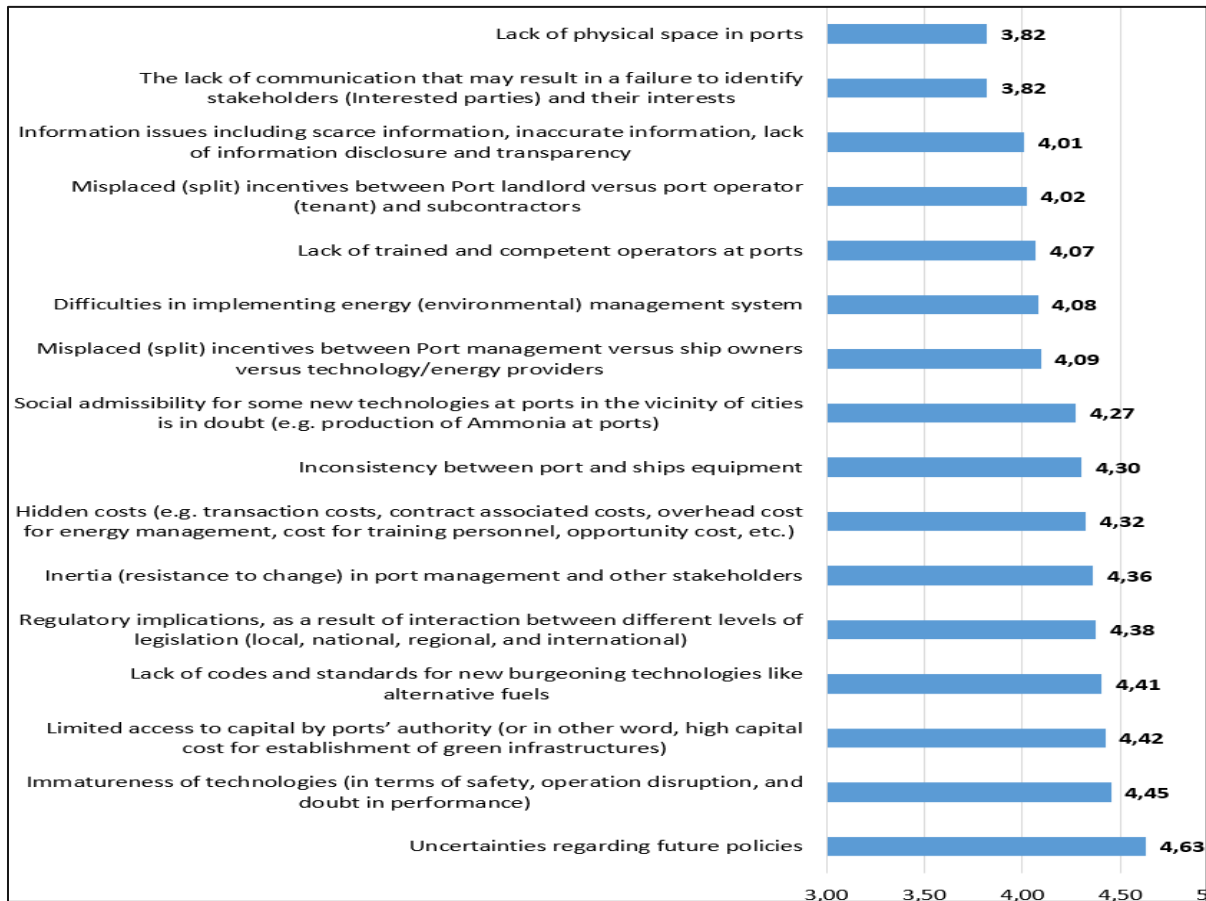 Lack of physical space in ports
3,82
The lack of communication that may result in a failure to identify
stakeholders (Interested parties) and their interests
3,82
Information issues including scarce information, inaccurate information, lack
of information disclosure and transparency
4,01
Misplaced (split) incentives between Port landlord versus port operator
(tenant) and subcontractors
4,02
Lack of trained and competent operators at ports
4,07
Difficulties in implementing energy (environmental) management system
4,08
Misplaced (split) incentives between Port management versus ship owners
versus technology/energy providers
4,09
Social admissibility for some new technologies at ports in the vicinity of cities
is in doubt (e.g. production of Ammonia at ports)
4,27
Inconsistency between port and ships equipment
4,30
Hidden costs (e.g. transaction costs, contract associated costs, overhead cost
for energy management, cost for training personnel, opportunity cost, etc.)
4,32
Inertia (resistance to change) in port management and other stakeholders
4,36
Regulatory implications, as a result of interaction between different levels of
legislation (local, national, regional, and international)
4,38
Lack of codes and standards for new burgeoning technologies like
alternative fuels
4,41
Limited access to capital by ports’ authority (or in other word, high capital
cost for establishment of green infrastructures)
4,42
Immatureness of technologies (in terms of safety, operation disruption, and
doubt in performance)
4,45
Uncertainties regarding future policies
4,63
3,00 3,50 4,00 4,50